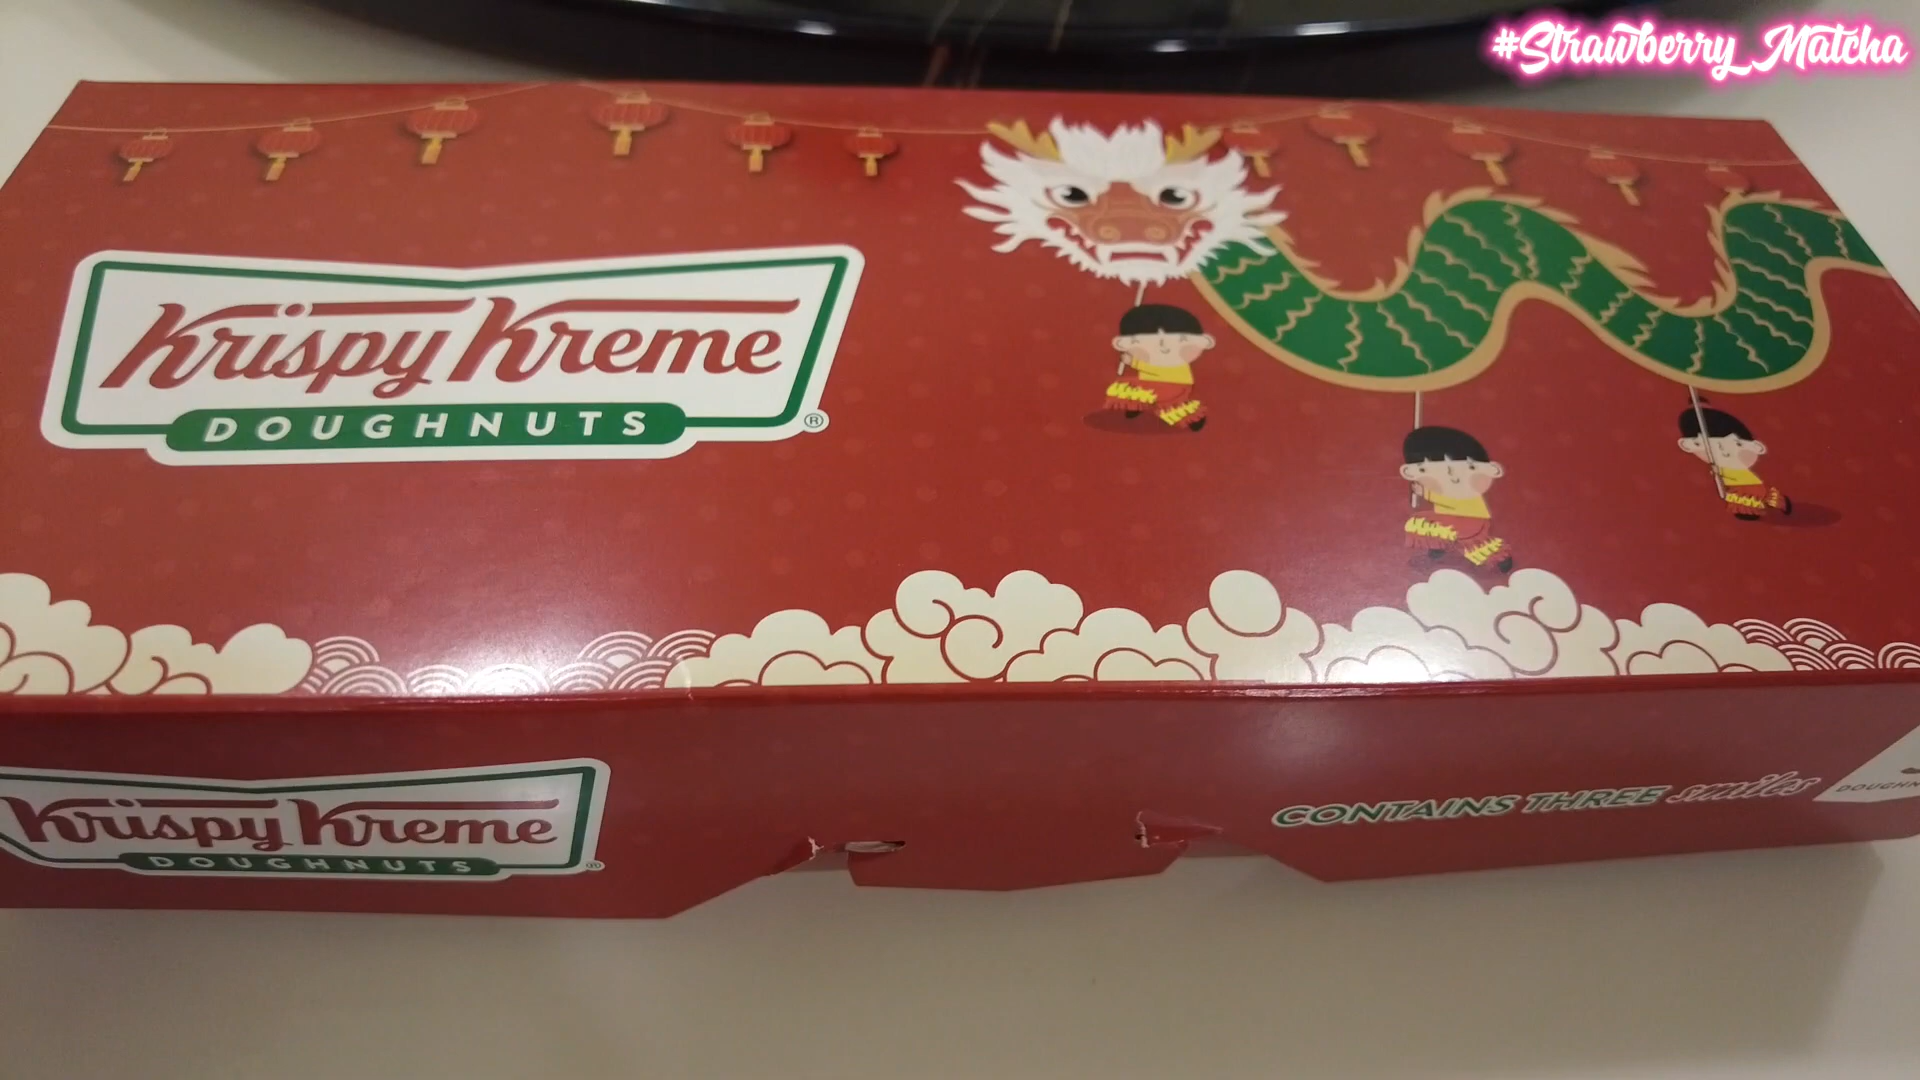 #Strawberry_Matcha
Krispy Kreme
DOUGHNUTS
®
Krispy Kreme
DOUGHNUTS
®
CONTAINS THREE smiles